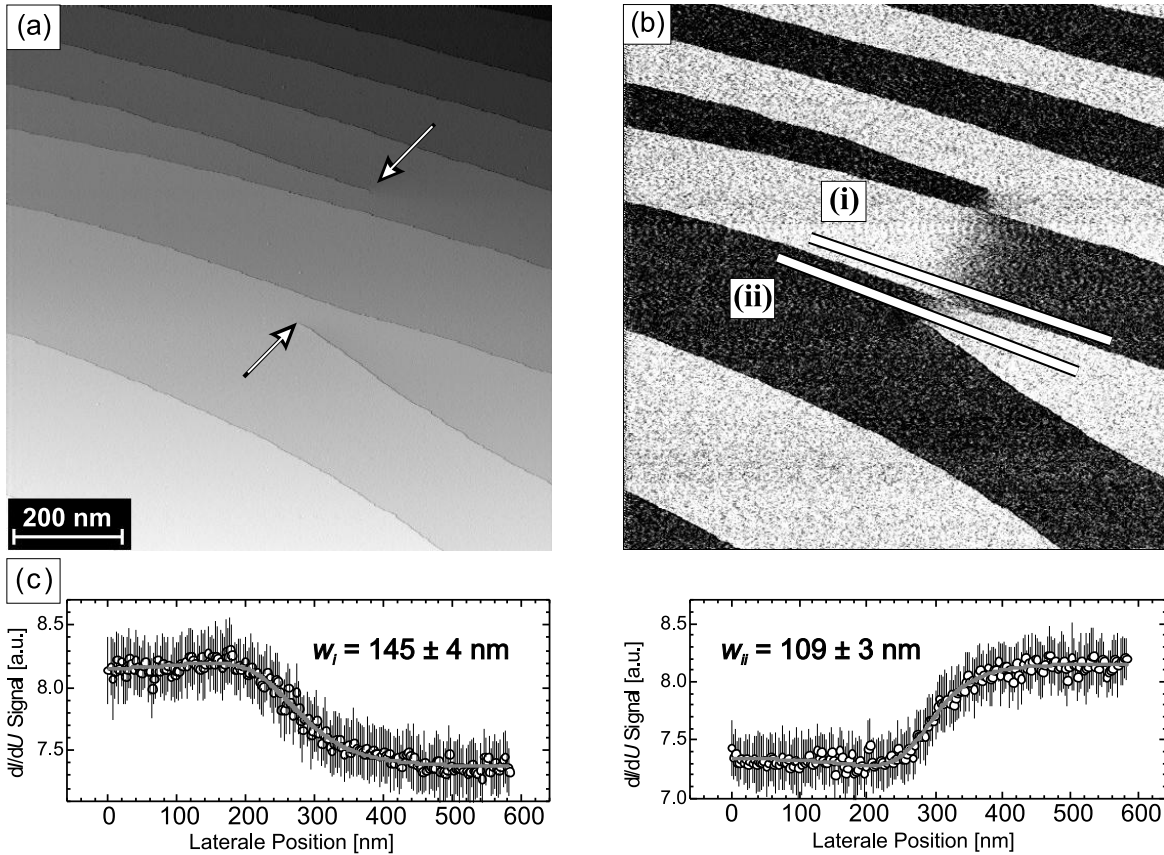 (a)
(b)
(i)
(ii)
200 nm
(c)
8.5
8.0
7.5
dI/dU Signal [a.u.]
w_i = 145 ± 4 nm
0 100 200 300 400 500 600
Laterale Position [nm]
8.5
8.0
7.5
7.0
dI/dU Signal [a.u.]
w_ii = 109 ± 3 nm
0 100 200 300 400 500 600
Laterale Position [nm]